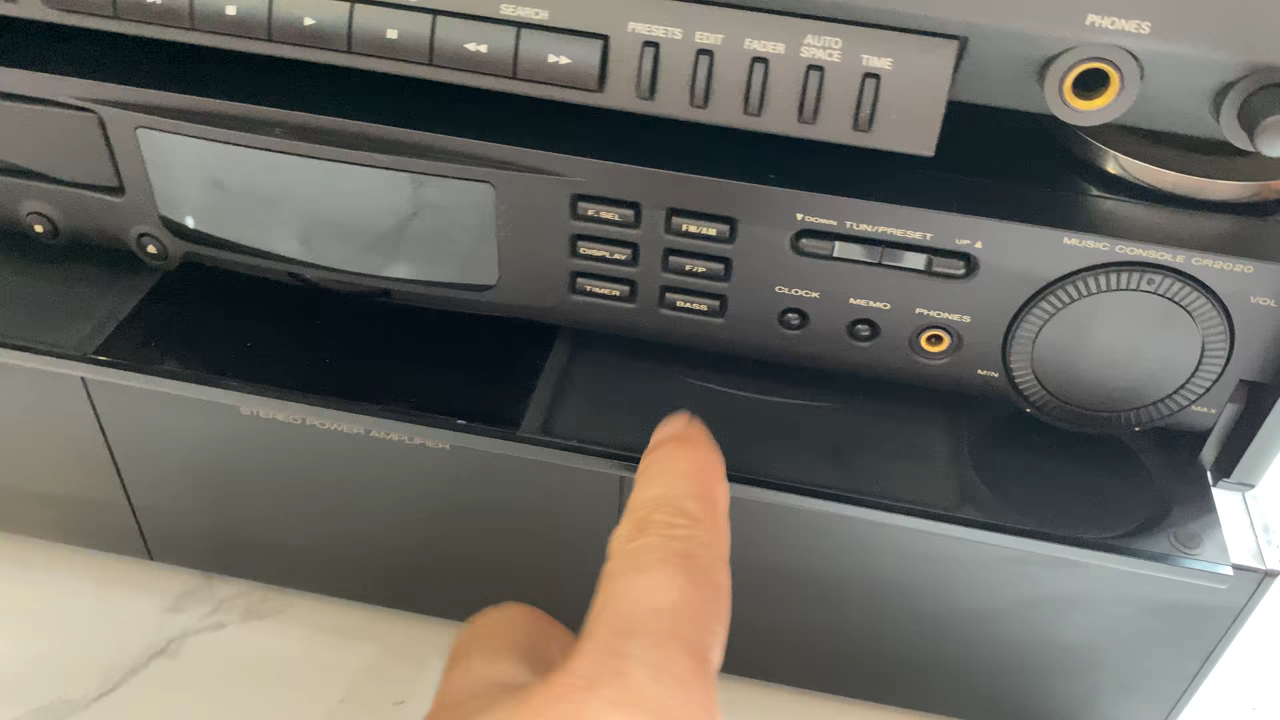 SEARCH
PRESETS EDIT FADER AUTO SPACE TIME
PHONES
F. SEL FM/AM
DISPLAY F/P
TIMER BASS
DOWN TUN/PRESET UP
CLOCK MEMO PHONES
MUSIC CONSOLE CR2020
VOL
MIN
MAX
STEREO POWER AMPLIFIER